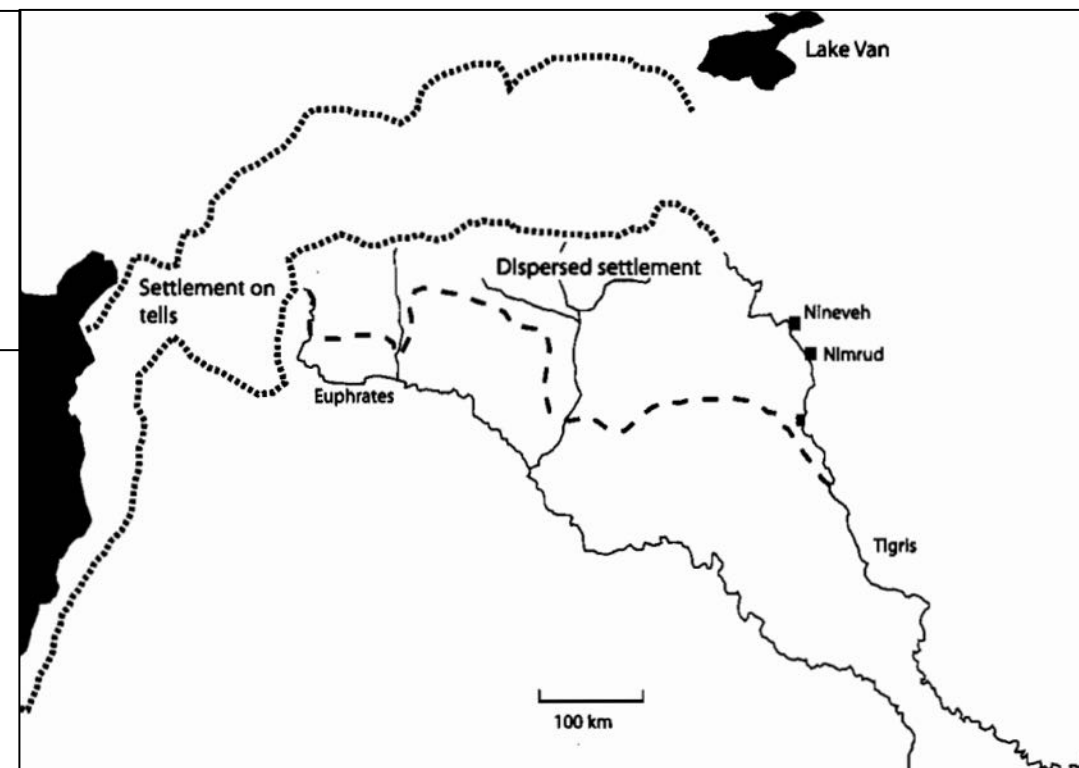 Lake Van
Dispersed settlement
Settlement on
tells
Nineveh
Nimrud
Euphrates
Tigris
100 km